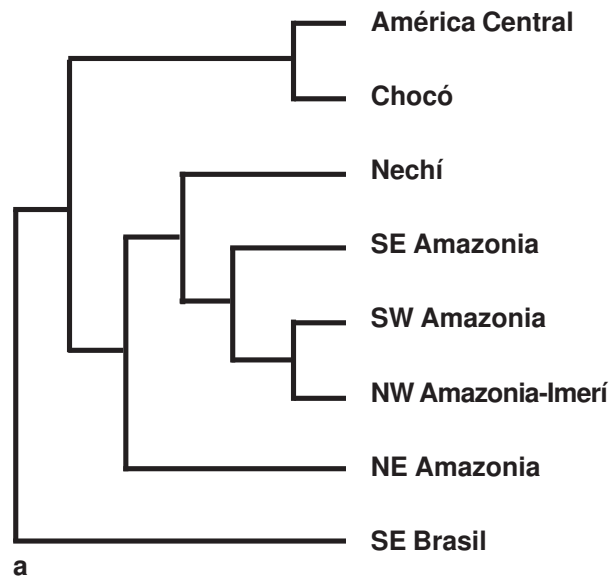 América Central
Chocó
Nechí
SE Amazonia
SW Amazonia
NW Amazonia-Imerí
NE Amazonia
SE Brasil
a